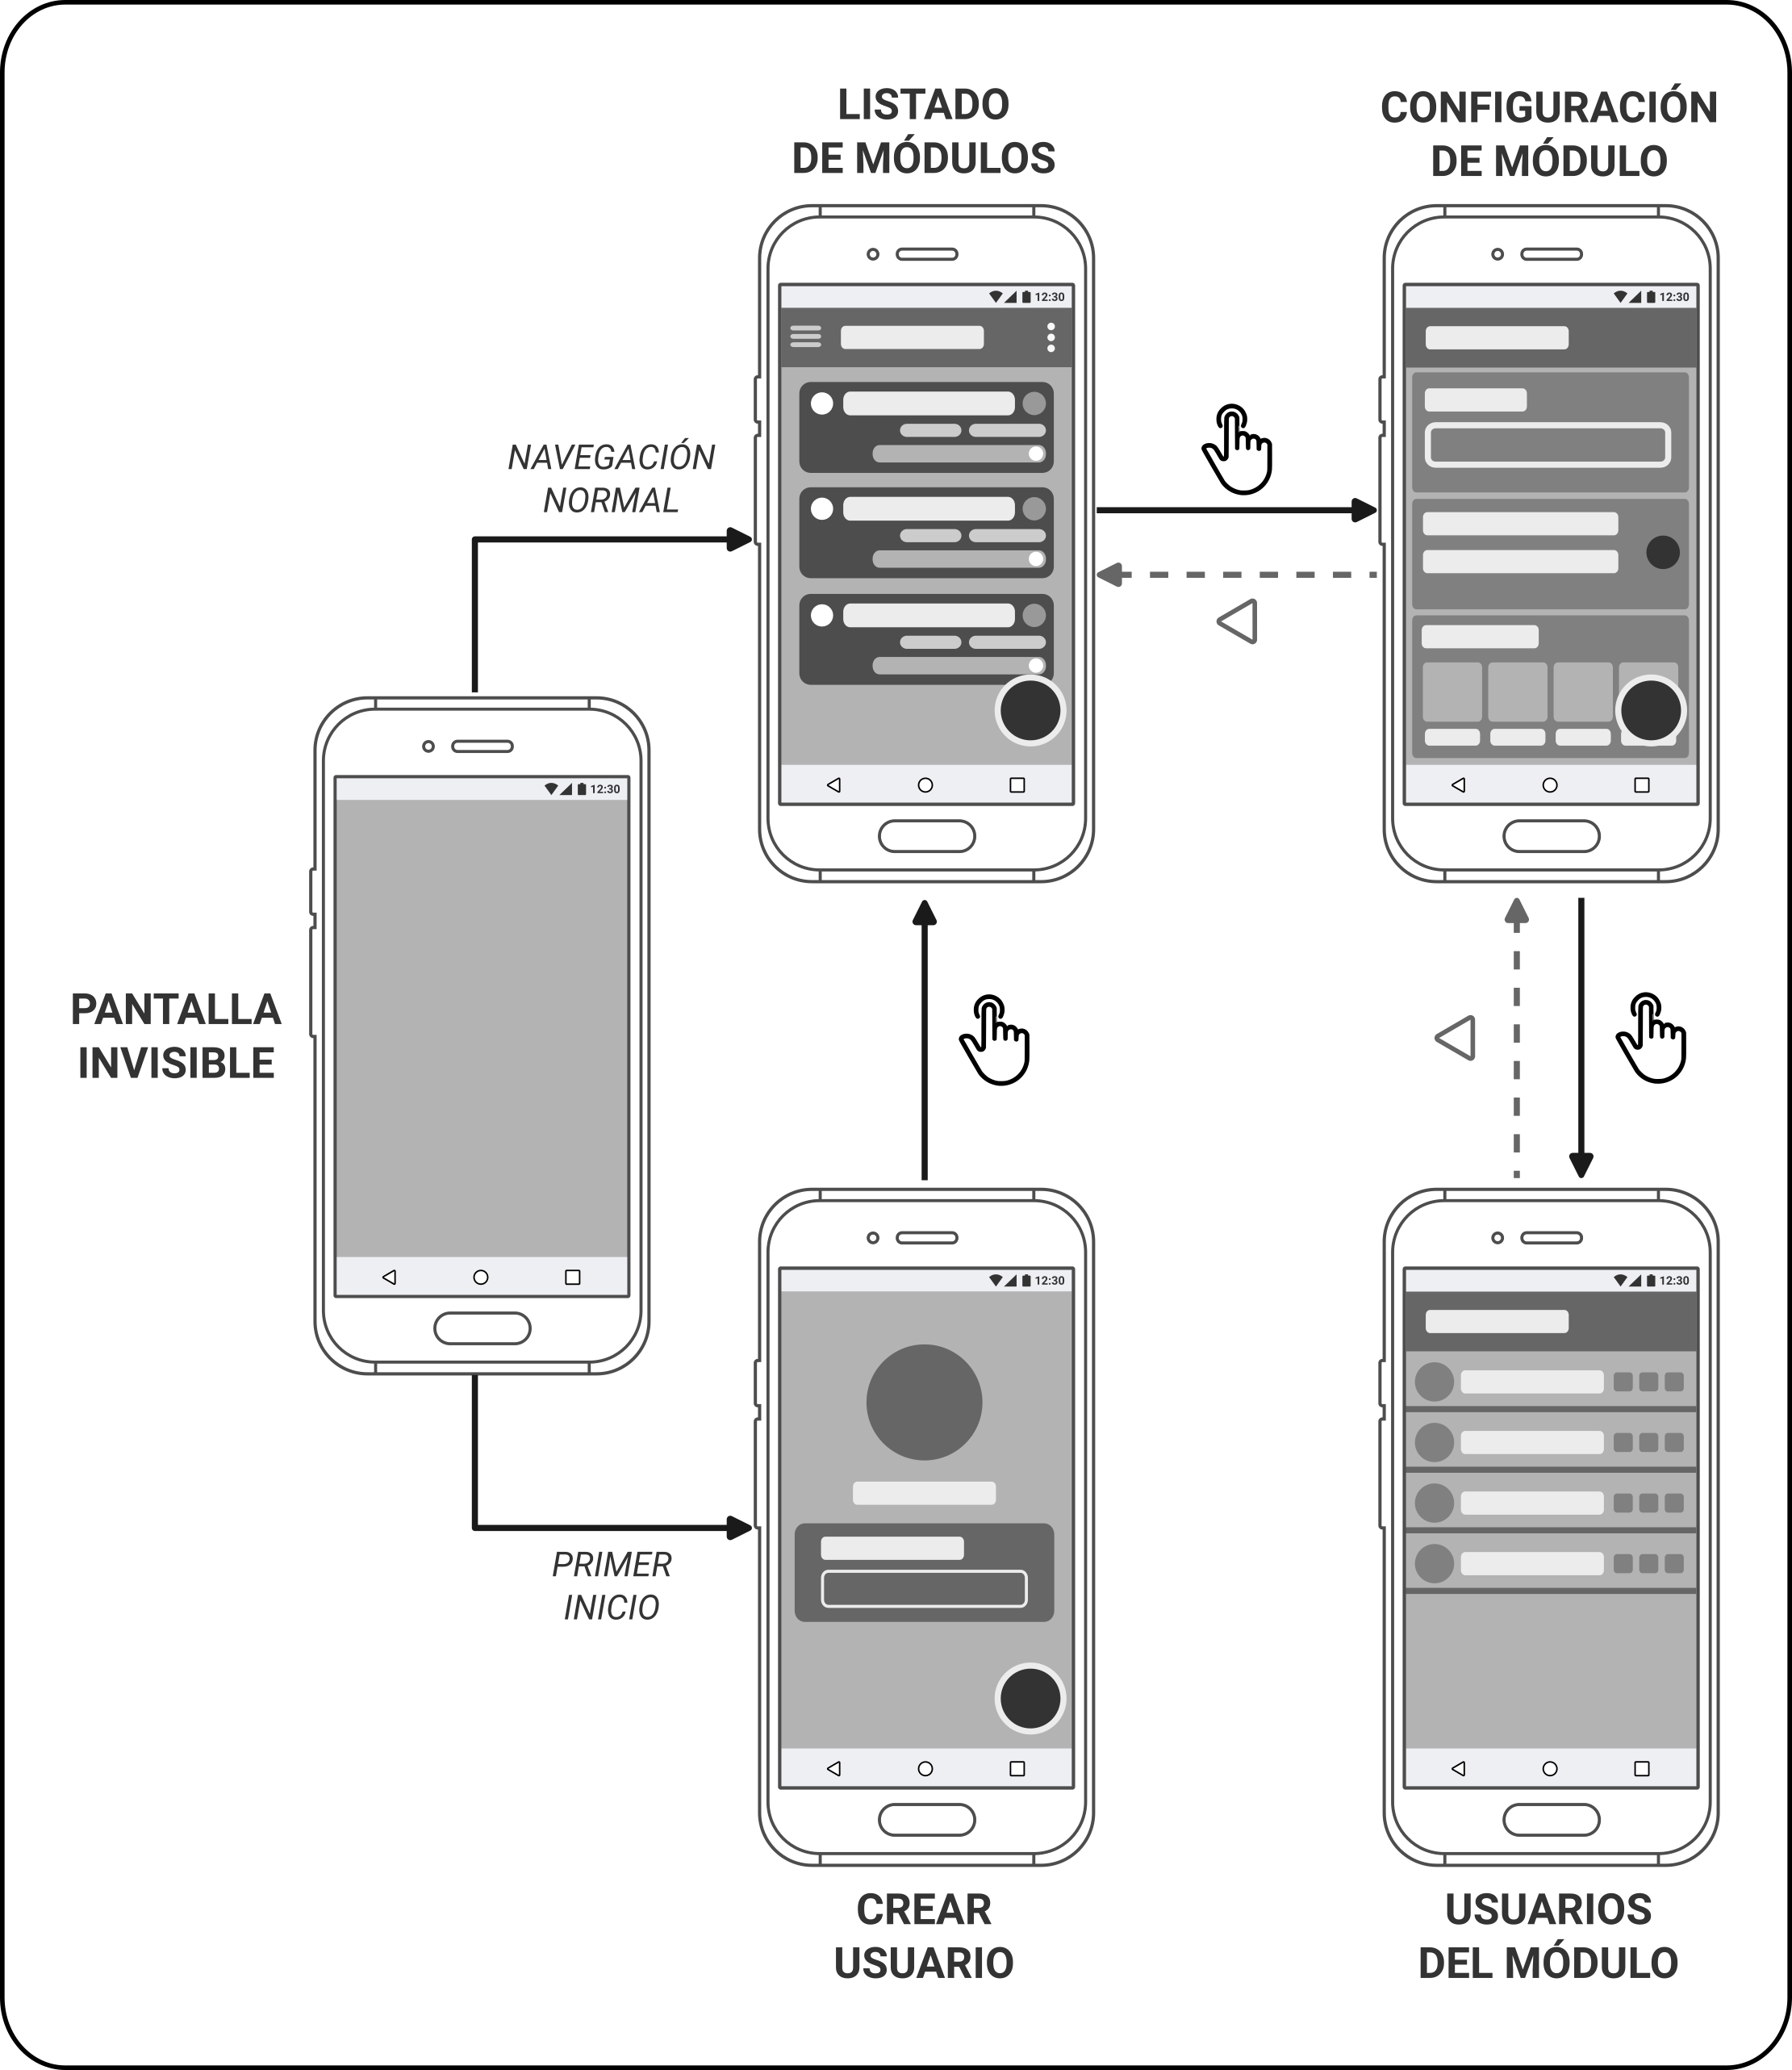 LISTADO
DE MÓDULOS
CONFIGURACIÓN
DE MÓDULO
12:30
12:30
NAVEGACIÓN
NORMAL
12:30
PANTALLA
INVISIBLE
12:30
12:30
PRIMER
INICIO
CREAR
USUARIO
USUARIOS
DEL MÓDULO